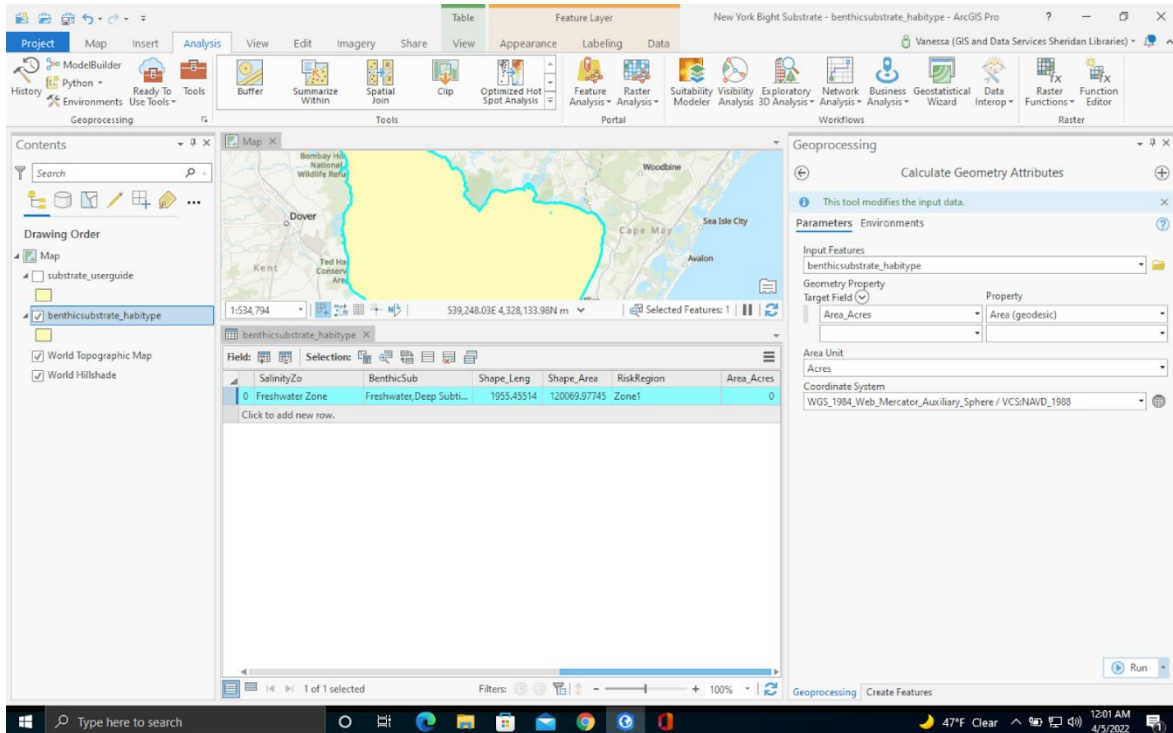 Table
Feature Layer
New York Bight Substrate - benthicsubstrate_habitype - ArcGIS Pro
?
Project Map Insert Analysis View Edit Imagery Share View Appearance Labeling Data
Vanessa (GIS and Data Services Sheridan Libraries)
History
ModelBuilder
Python
Environments
Ready To Use Tools
Tools
Buffer
Summarize Within
Spatial Join
Clip
Optimized Hot Spot Analysis
Feature Analysis
Raster Analysis
Suitability Modeler
Visibility Analysis
Exploratory 3D Analysis
Network Analysis
Business Analysis
Geostatistical Wizard
Data Interop
Raster Functions
Function Editor
Geoprocessing
Tools
Portal
Workflows
Raster
Contents
Search
Drawing Order
Map
substrate_userguide
benthicsubstrate_habitype
World Topographic Map
World Hillshade
Map
National
Wildlife Refu
Woodbine
Dover
Sea Isle City
Cape May
Kent
Ted Ha
Conserv
Area
Avalon
1:534,794
539,248.03E 4,328,133.98N m
Selected Features: 1
benthicsubstrate_habitype
Field:
Selection:
SalinityZo BenthicSub Shape_Leng Shape_Area RiskRegion Area_Acres
0 Freshwater Zone Freshwater,Deep Subti... 1955.45514 120069.97745 Zone1 0
Click to add new row.
1 of 1 selected
Filters:
100%
Geoprocessing
Calculate Geometry Attributes
This tool modifies the input data.
Parameters Environments
Input Features
benthicsubstrate_habitype
Geometry Property
Target Field Property
Area_Acres Area (geodesic)
Area Unit
Acres
Coordinate System
WGS_1984_Web_Mercator_Auxiliary_Sphere / VCS:NAVD_1988
Run
Geoprocessing Create Features
Type here to search
47°F Clear
12:01 AM
4/5/2022